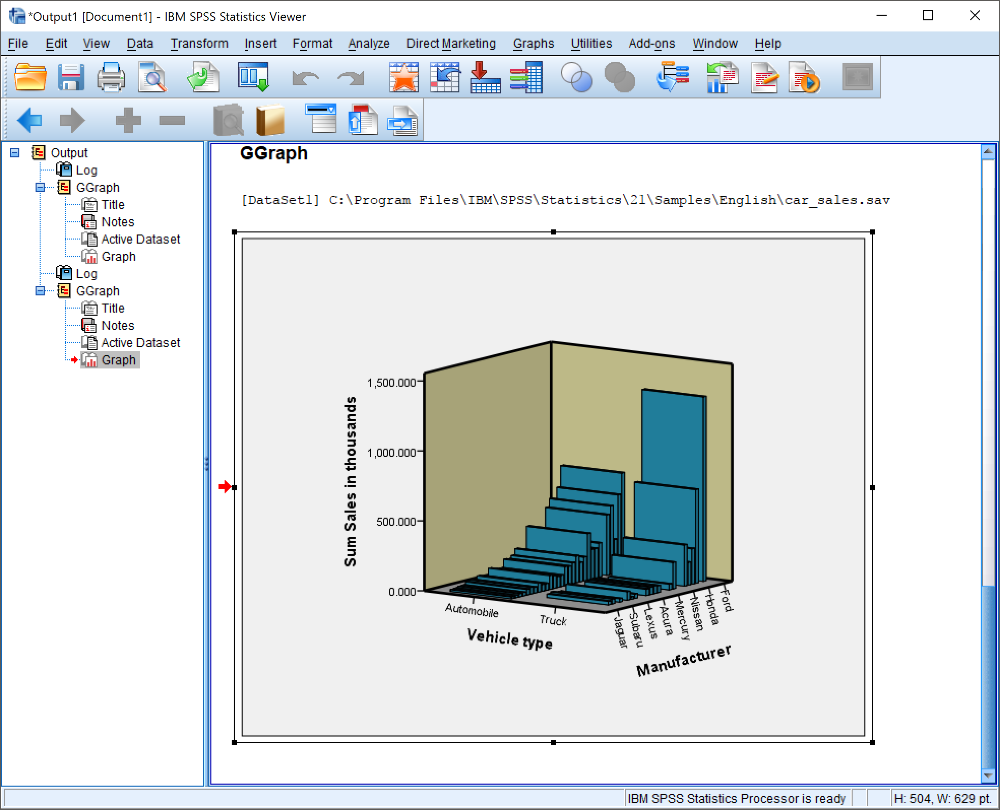 *Output1 [Document1] - IBM SPSS Statistics Viewer
File Edit View Data Transform Insert Format Analyze Direct Marketing Graphs Utilities Add-ons Window Help
Output
Log
GGraph
Title
Notes
Active Dataset
Graph
Log
GGraph
Title
Notes
Active Dataset
Graph
GGraph
[DataSet1] C:\Program Files\IBM\SPSS\Statistics\21\Samples\English\car_sales.sav
Sum Sales in thousands
1,500.000
1,000.000
500.000
0.000
Automobile
Truck
Vehicle type
Jaguar
Subaru
Lexus
Acura
Mercury
Nissan
Honda
Ford
Manufacturer
IBM SPSS Statistics Processor is ready
H: 504, W: 629 pt.